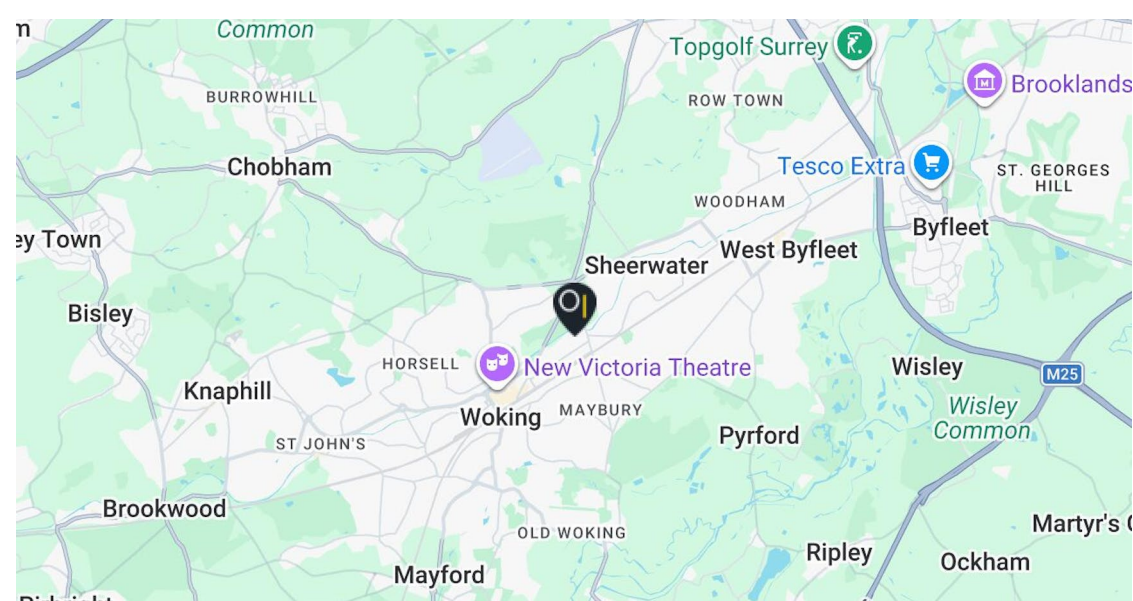 Common
Topgolf Surrey
Brooklands
BURROWHILL
ROW TOWN
Chobham
Tesco Extra
ST. GEORGES
HILL
WOODHAM
Byfleet
ey Town
West Byfleet
Sheerwater
Bisley
HORSELL
New Victoria Theatre
Wisley
M25
Knaphill
Wisley
Common
Woking
MAYBURY
Pyrford
ST JOHN'S
Brookwood
Martyr's
OLD WOKING
Ripley
Ockham
Mayford